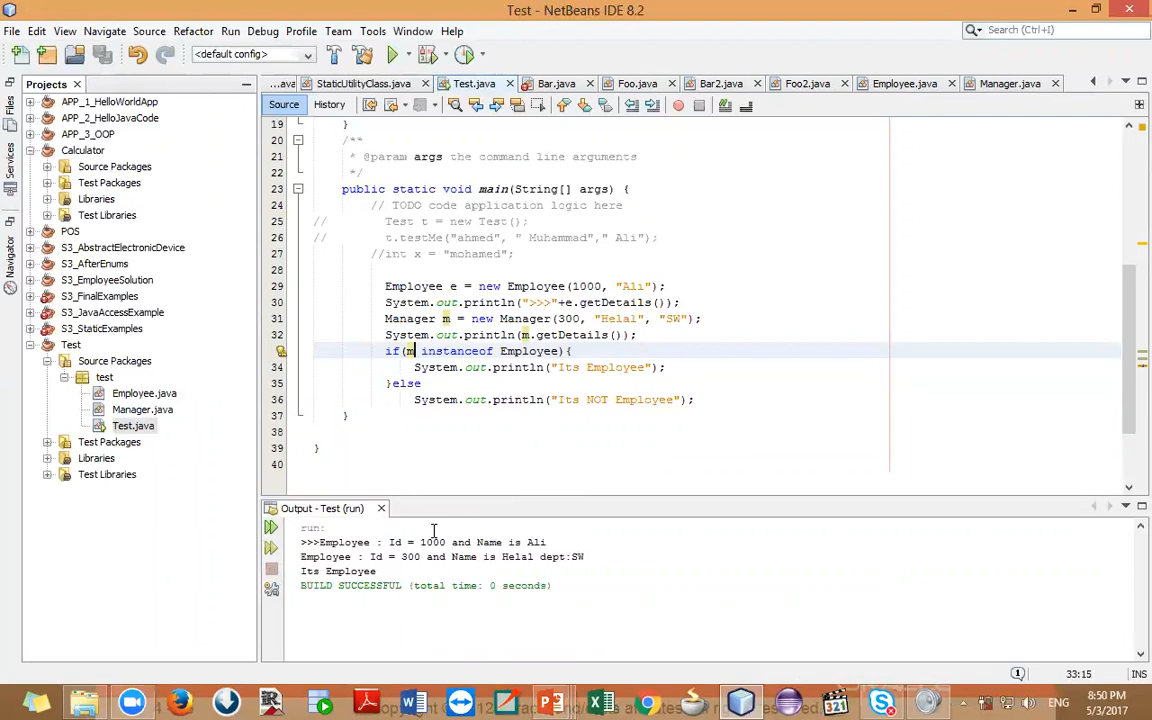 Test - NetBeans IDE 8.2
File Edit View Navigate Source Refactor Run Debug Profile Team Tools Window Help
Search (Ctrl+I)
<default config>
Projects
...ava StaticUtilityClass.java Test.java Bar.java Foo.java Bar2.java Foo2.java Employee.java Manager.java
Source History
Files
Services
Navigator
APP_1_HelloWorldApp
APP_2_HelloJavaCode
APP_3_OOP
Calculator
Source Packages
Test Packages
Libraries
Test Libraries
POS
S3_AbstractElectronicDevice
S3_AfterEnums
S3_EmployeeSolution
S3_FinalExamples
S3_JavaAccessExample
S3_StaticExamples
Test
Source Packages
test
Employee.java
Manager.java
Test.java
Test Packages
Libraries
Test Libraries
19 }
20 /**
21 * @param args the command line arguments
22 */
23 public static void main(String[] args) {
24 // TODO code application logic here
25 // Test t = new Test();
26 // t.testMe("ahmed", " Muhammad"," Ali");
27 //int x = "mohamed";
28
29 Employee e = new Employee(1000, "Ali");
30 System.out.println(">>>"+e.getDetails());
31 Manager m = new Manager(300, "Helal", "SW");
32 System.out.println(m.getDetails());
if(m instanceof Employee){
34 System.out.println("Its Employee");
35 }else
36 System.out.println("Its NOT Employee");
37 }
38
39 }
40
Output - Test (run)
run:
>>>Employee : Id = 1000 and Name is Ali
Employee : Id = 300 and Name is Helal dept:SW
Its Employee
BUILD SUCCESSFUL (total time: 0 seconds)
33:15 INS
ENG
8:50 PM
5/3/2017